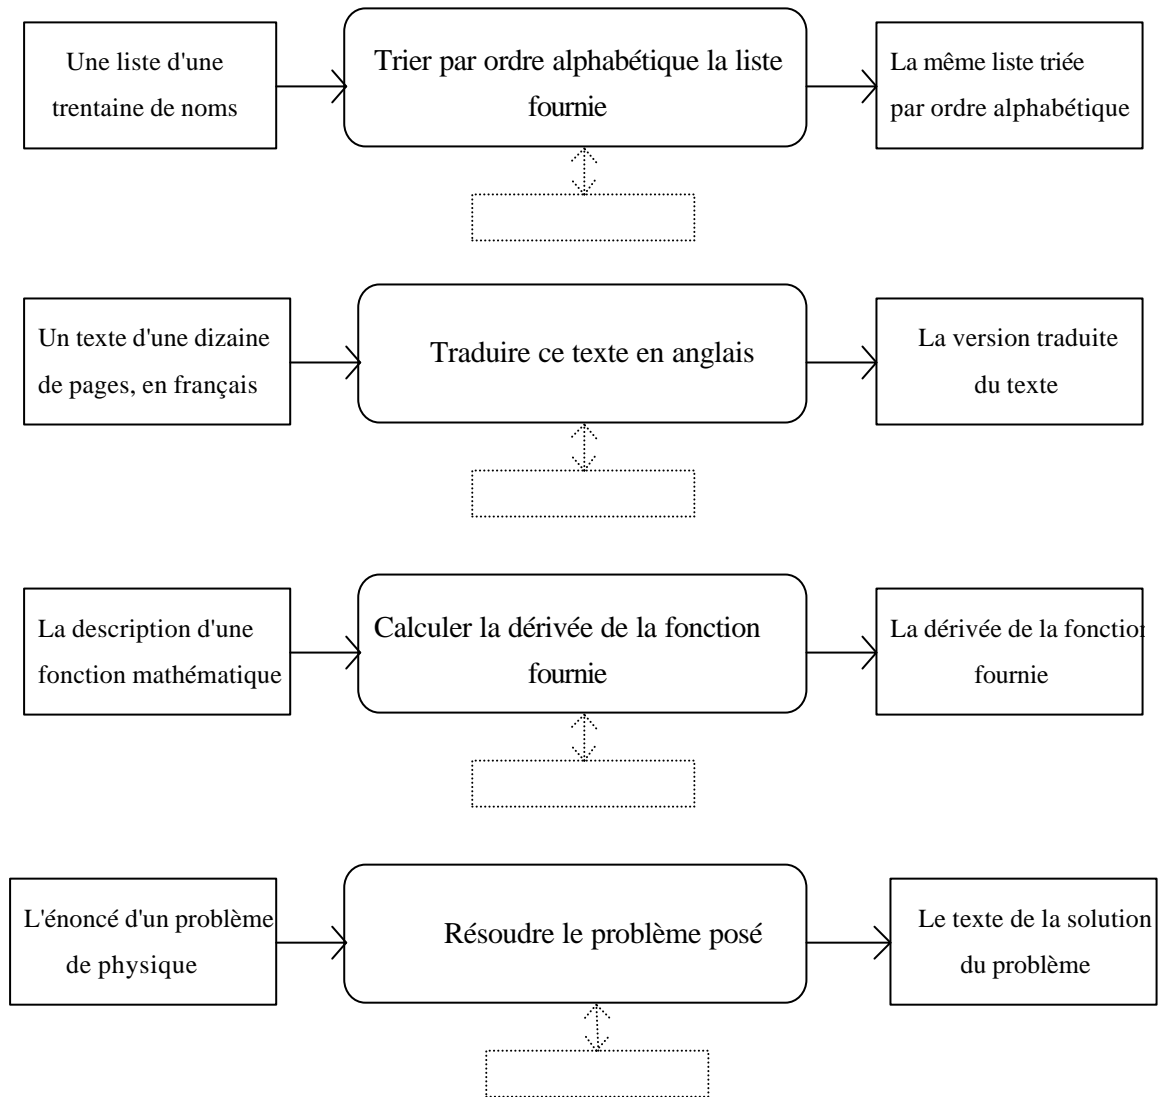 Une liste d'une
trentaine de noms
Trier par ordre alphabétique la liste
fournie
La même liste triée
par ordre alphabétique
Un texte d'une dizaine
de pages, en français
Traduire ce texte en anglais
La version traduite
du texte
La description d'une
fonction mathématique
Calculer la dérivée de la fonction
fournie
La dérivée de la fonction
fournie
L'énoncé d'un problème
de physique
Résoudre le problème posé
Le texte de la solution
du problème